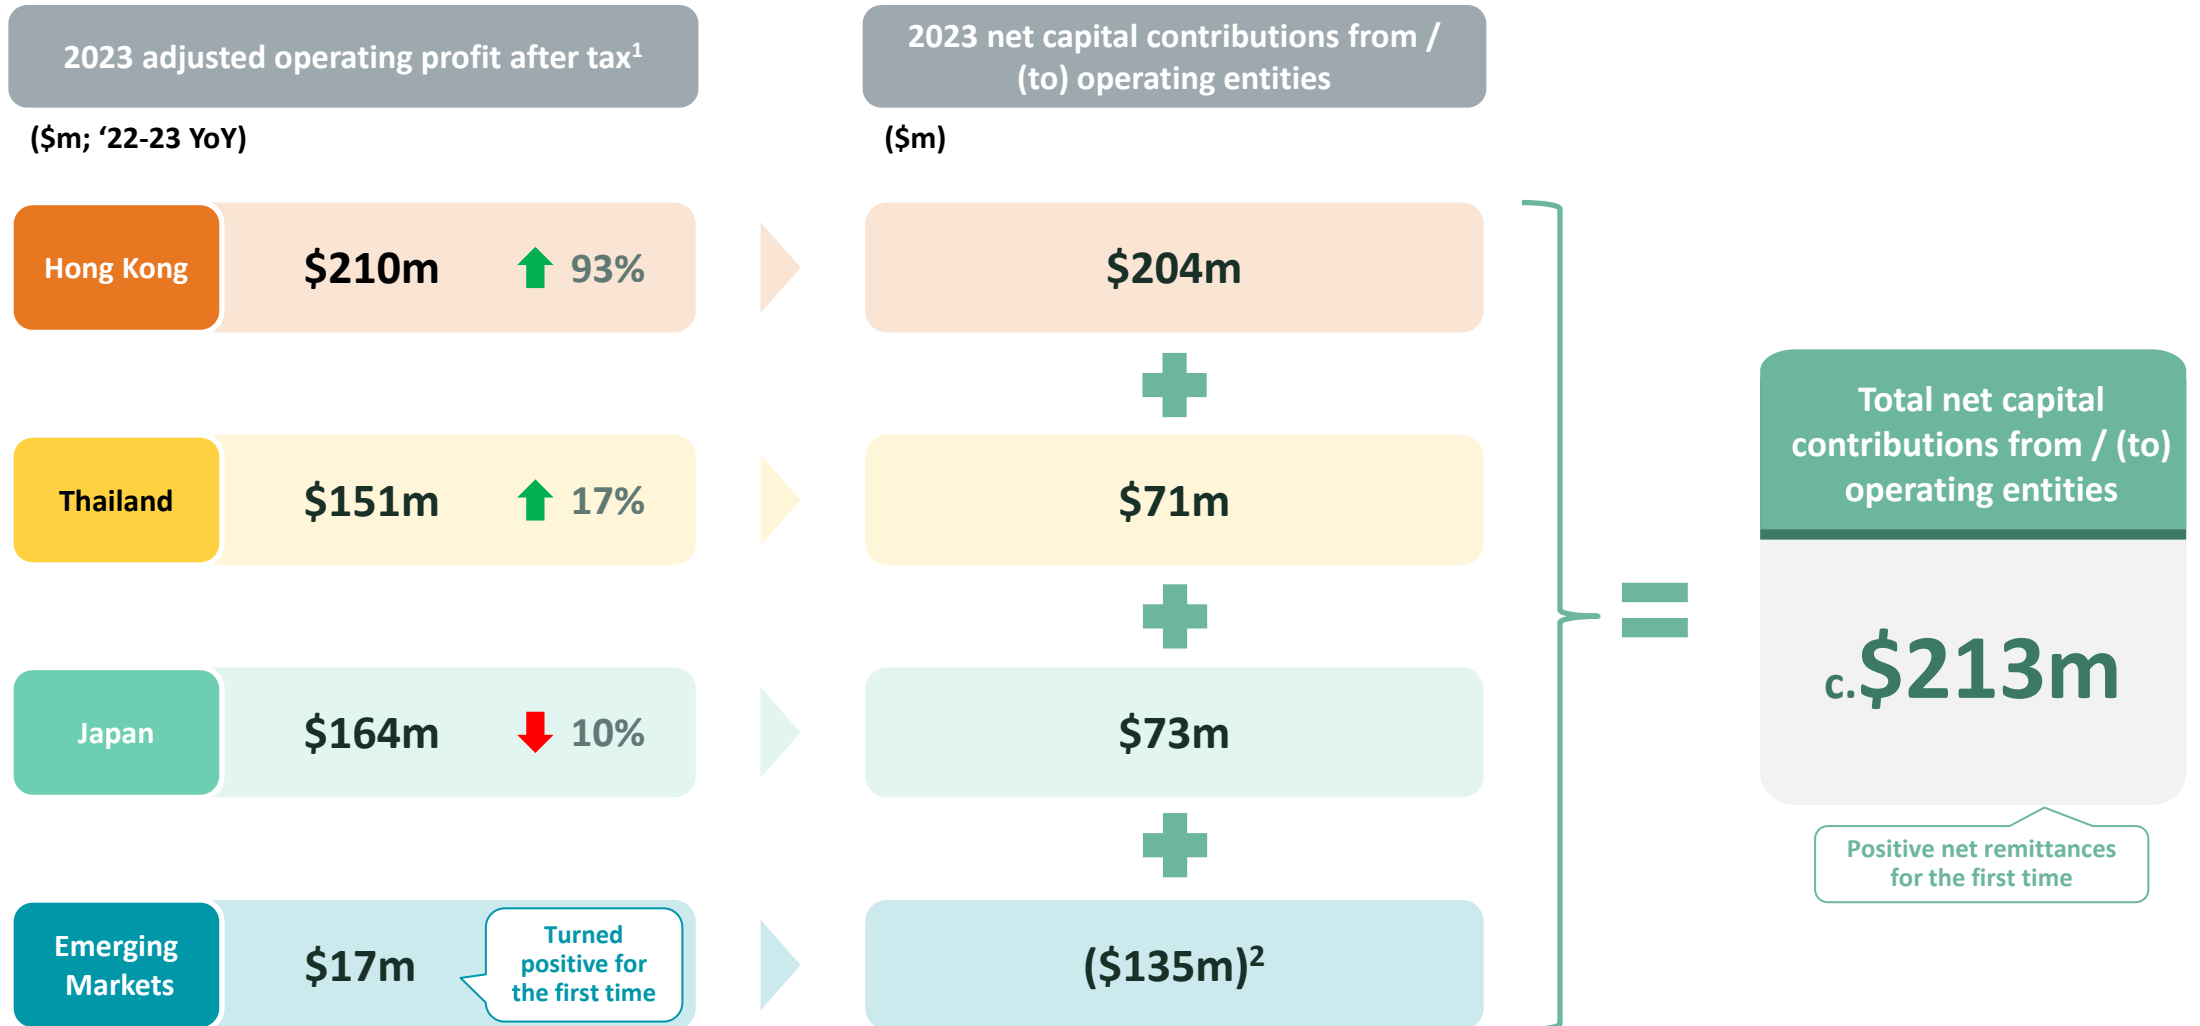 2023 adjusted operating profit after tax¹
2023 net capital contributions from /
(to) operating entities
($m; ‘22-23 YoY)
($m)
Hong Kong
$210m
93%
$204m
Thailand
$151m
17%
$71m
Japan
$164m
10%
$73m
Emerging
Markets
$17m
Turned
positive for
the first time
($135m)²
Total net capital
contributions from / (to)
operating entities
c.$213m
Positive net remittances
for the first time